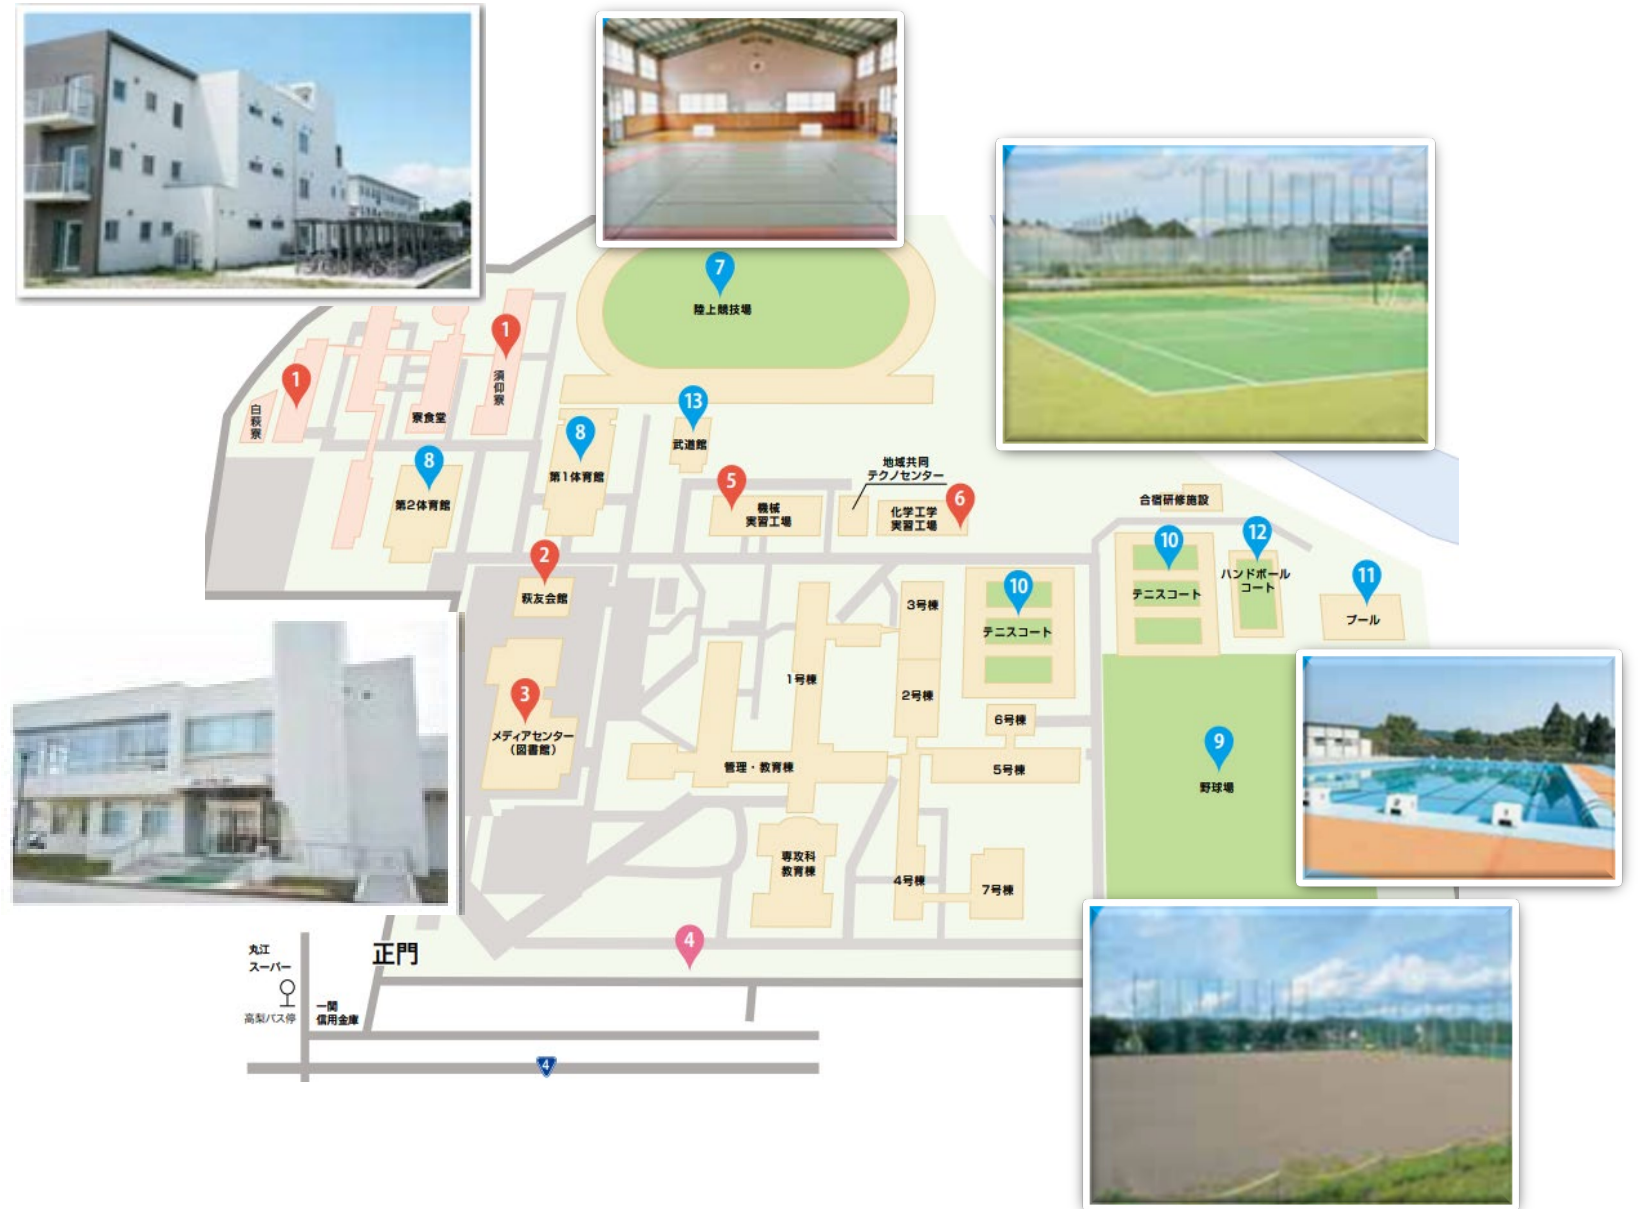 7
陸上競技場
1
須仰寮
1
白萩寮
寮食堂
13
武道館
8
第1体育館
8
第2体育館
地域共同
テクノセンター
5
機械
実習工場
6
化学工学
実習工場
合宿研修施設
10
テニスコート
12
ハンドボール
コート
11
プール
2
萩友会館
3号棟
10
テニスコート
1号棟
2号棟
3
メディアセンター
(図書館)
6号棟
管理・教育棟
5号棟
9
野球場
専攻科
教育棟
4号棟
7号棟
4
正門
丸江
スーパー
高梨バス停
一関
信用金庫
4